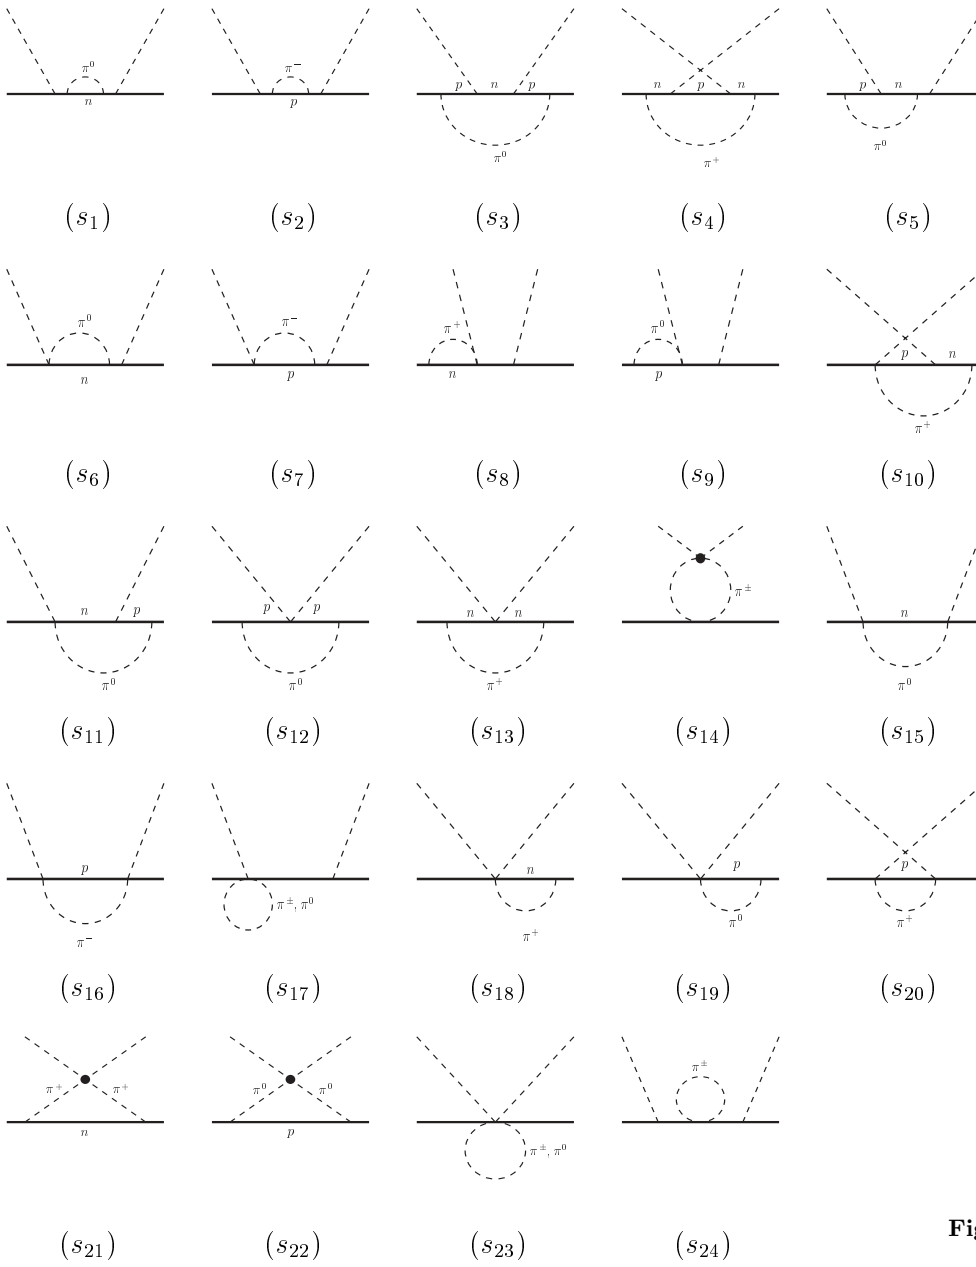 π⁰ π⁻
n p p n p n p n p n
π⁰ π⁺ π⁰
(s₁) (s₂) (s₃) (s₄) (s₅)
π⁰ π⁻ π⁺ π⁰
n p n p p n
π⁺
(s₆) (s₇) (s₈) (s₉) (s₁₀)
n p p p n n π± n
π⁰ π⁰ π⁺ π⁰
(s₁₁) (s₁₂) (s₁₃) (s₁₄) (s₁₅)
p n p p
π⁻ π±, π⁰ π⁺ π⁰ π⁺
(s₁₆) (s₁₇) (s₁₈) (s₁₉) (s₂₀)
π⁺ π⁺ π⁰ π⁰ π±
n p π±, π⁰
Fig
(s₂₁) (s₂₂) (s₂₃) (s₂₄)